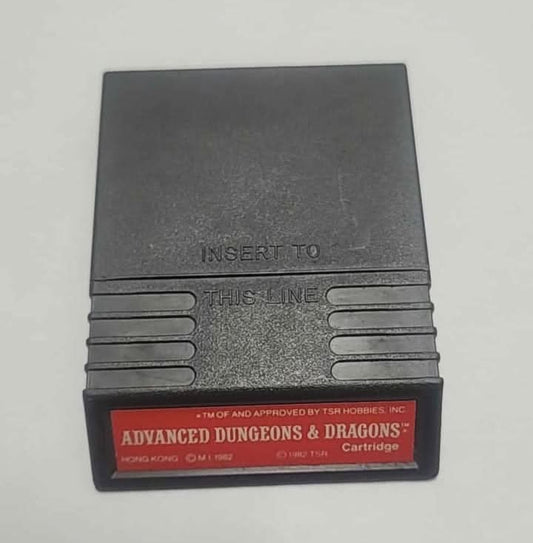 INSERT TO
THIS LINE
*TM OF AND APPROVED BY TSR HOBBIES, INC.
ADVANCED DUNGEONS & DRAGONS™*
Cartridge
HONG KONG © M I 1982 © 1982 TSR